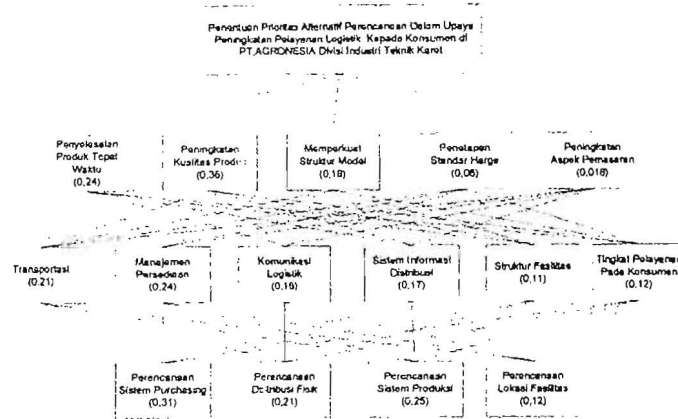 Penentuan Prioritas Alternatif Perencanaan Dalam Upaya
Peningkatan Pelayanan Logistik Kepada Konsumen di
PT.AGRONESIA Divisi Industri Teknik Karet
Penyelesaian
Produk Tepat
Waktu
(0,24)
Peningkatan
Kualitas Produk
(0,36)
Memperkuat
Struktur Modal
(0,18)
Penetapan
Standar Harga
(0,06)
Peningkatan
Aspek Pemasaran
(0,016)
Transportasi
(0,21)
Manajemen
Persediaan
(0,24)
Komunikasi
Logistik
(0,16)
Sistem Informasi
Distribusi
(0,17)
Struktur Fasilitas
(0,11)
Tingkat Pelayanan
Pada Konsumen
(0,12)
Perencanaan
Sistem Purchasing
(0,31)
Perencanaan
Distribusi Fisik
(0,21)
Perencanaan
Sistem Produksi
(0,25)
Perencanaan
Lokasi Fasilitas
(0,12)